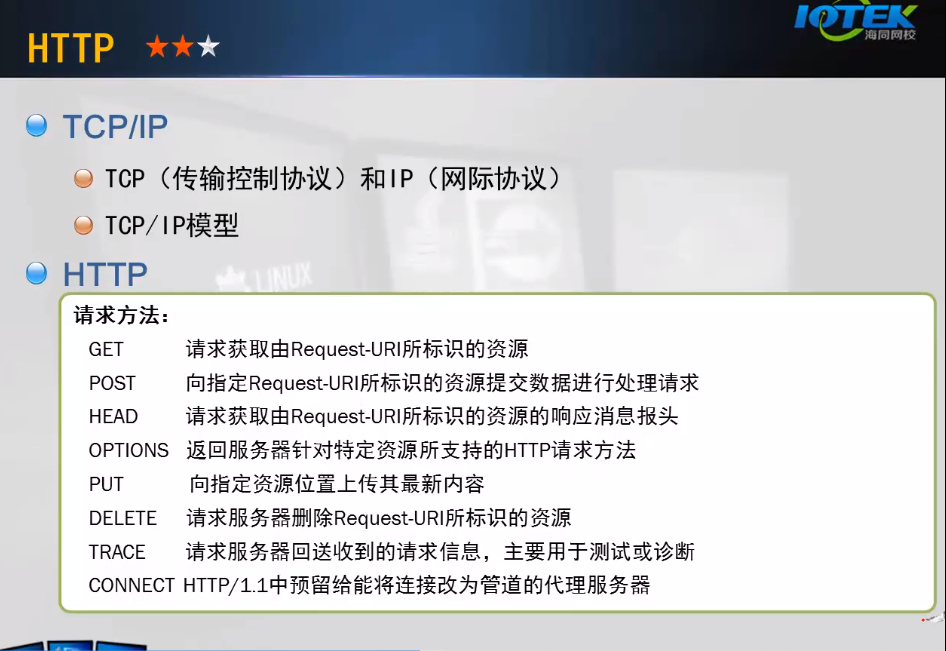 HTTP
IOTEK
海同网校
TCP/IP
TCP（传输控制协议）和IP（网际协议）
TCP/IP模型
HTTP
LINUX
请求方法：
GET 请求获取由Request-URI所标识的资源
POST 向指定Request-URI所标识的资源提交数据进行处理请求
HEAD 请求获取由Request-URI所标识的资源的响应消息报头
OPTIONS 返回服务器针对特定资源所支持的HTTP请求方法
PUT 向指定资源位置上传其最新内容
DELETE 请求服务器删除Request-URI所标识的资源
TRACE 请求服务器回送收到的请求信息，主要用于测试或诊断
CONNECT HTTP/1.1中预留给能将连接改为管道的代理服务器